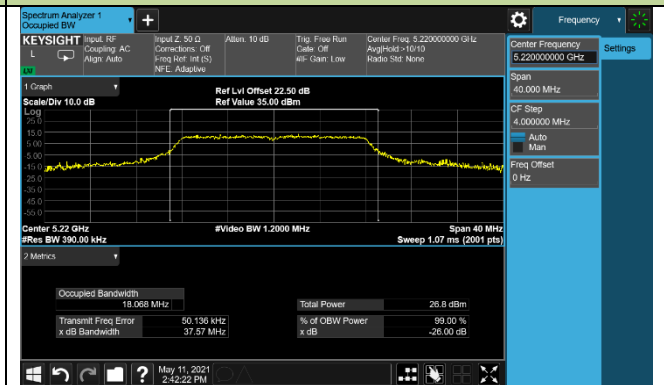 Spectrum Analyzer 1
Occupied BW
+
Frequency
KEYSIGHT
L
LM
Input: RF
Coupling: AC
Align: Auto
Input Z: 50 Ω
Corrections: Off
Freq Ref: Int (S)
NFE: Adaptive
Atten: 10 dB
Trig: Free Run
Gate: Off
#IF Gain: Low
Center Freq: 5.220000000 GHz
Avg|Hold:>10/10
Radio Std: None
Center Frequency
5.220000000 GHz
Settings
Span
40.000 MHz
CF Step
4.000000 MHz
Auto
Man
Freq Offset
0 Hz
1 Graph
Scale/Div 10.0 dB
Ref Lvl Offset 22.50 dB
Ref Value 35.00 dBm
Log
25.0
15.0
5.00
-5.00
-15.0
-25.0
-35.0
-45.0
-55.0
Center 5.22 GHz
#Video BW 1.2000 MHz
Span 40 MHz
#Res BW 390.00 kHz
Sweep 1.07 ms (2001 pts)
2 Metrics
Occupied Bandwidth
18.068 MHz
Total Power
26.8 dBm
Transmit Freq Error
50.136 kHz
% of OBW Power
99.00 %
x dB Bandwidth
37.57 MHz
x dB
-26.00 dB
?
May 11, 2021
2:42:22 PM